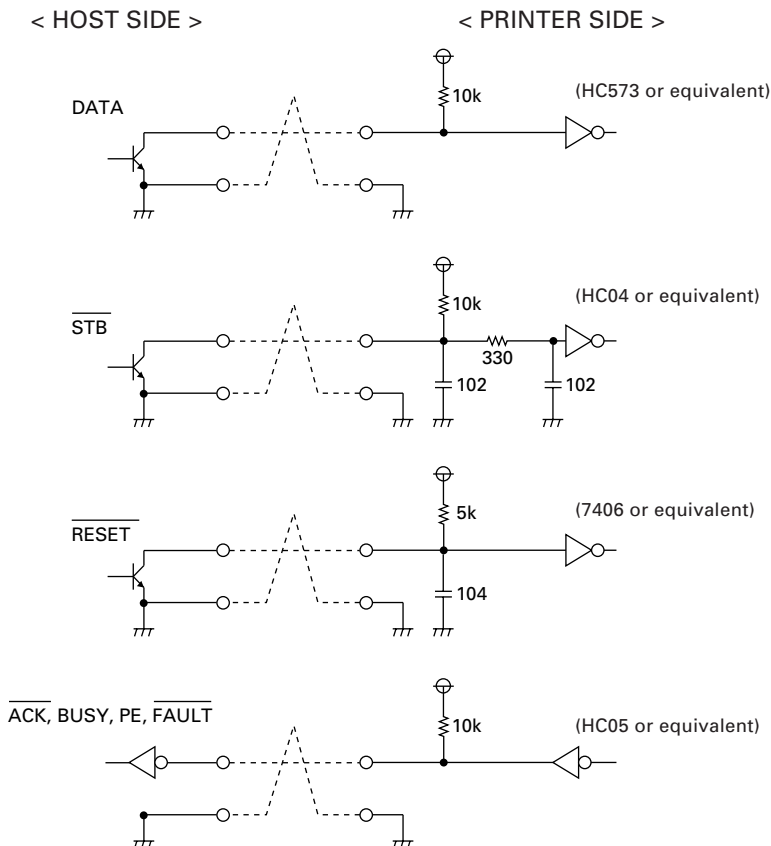 < HOST SIDE > < PRINTER SIDE >
DATA
10k
(HC573 or equivalent)
STB
10k
(HC04 or equivalent)
330
102
102
RESET
5k
(7406 or equivalent)
104
ACK, BUSY, PE, FAULT
10k
(HC05 or equivalent)